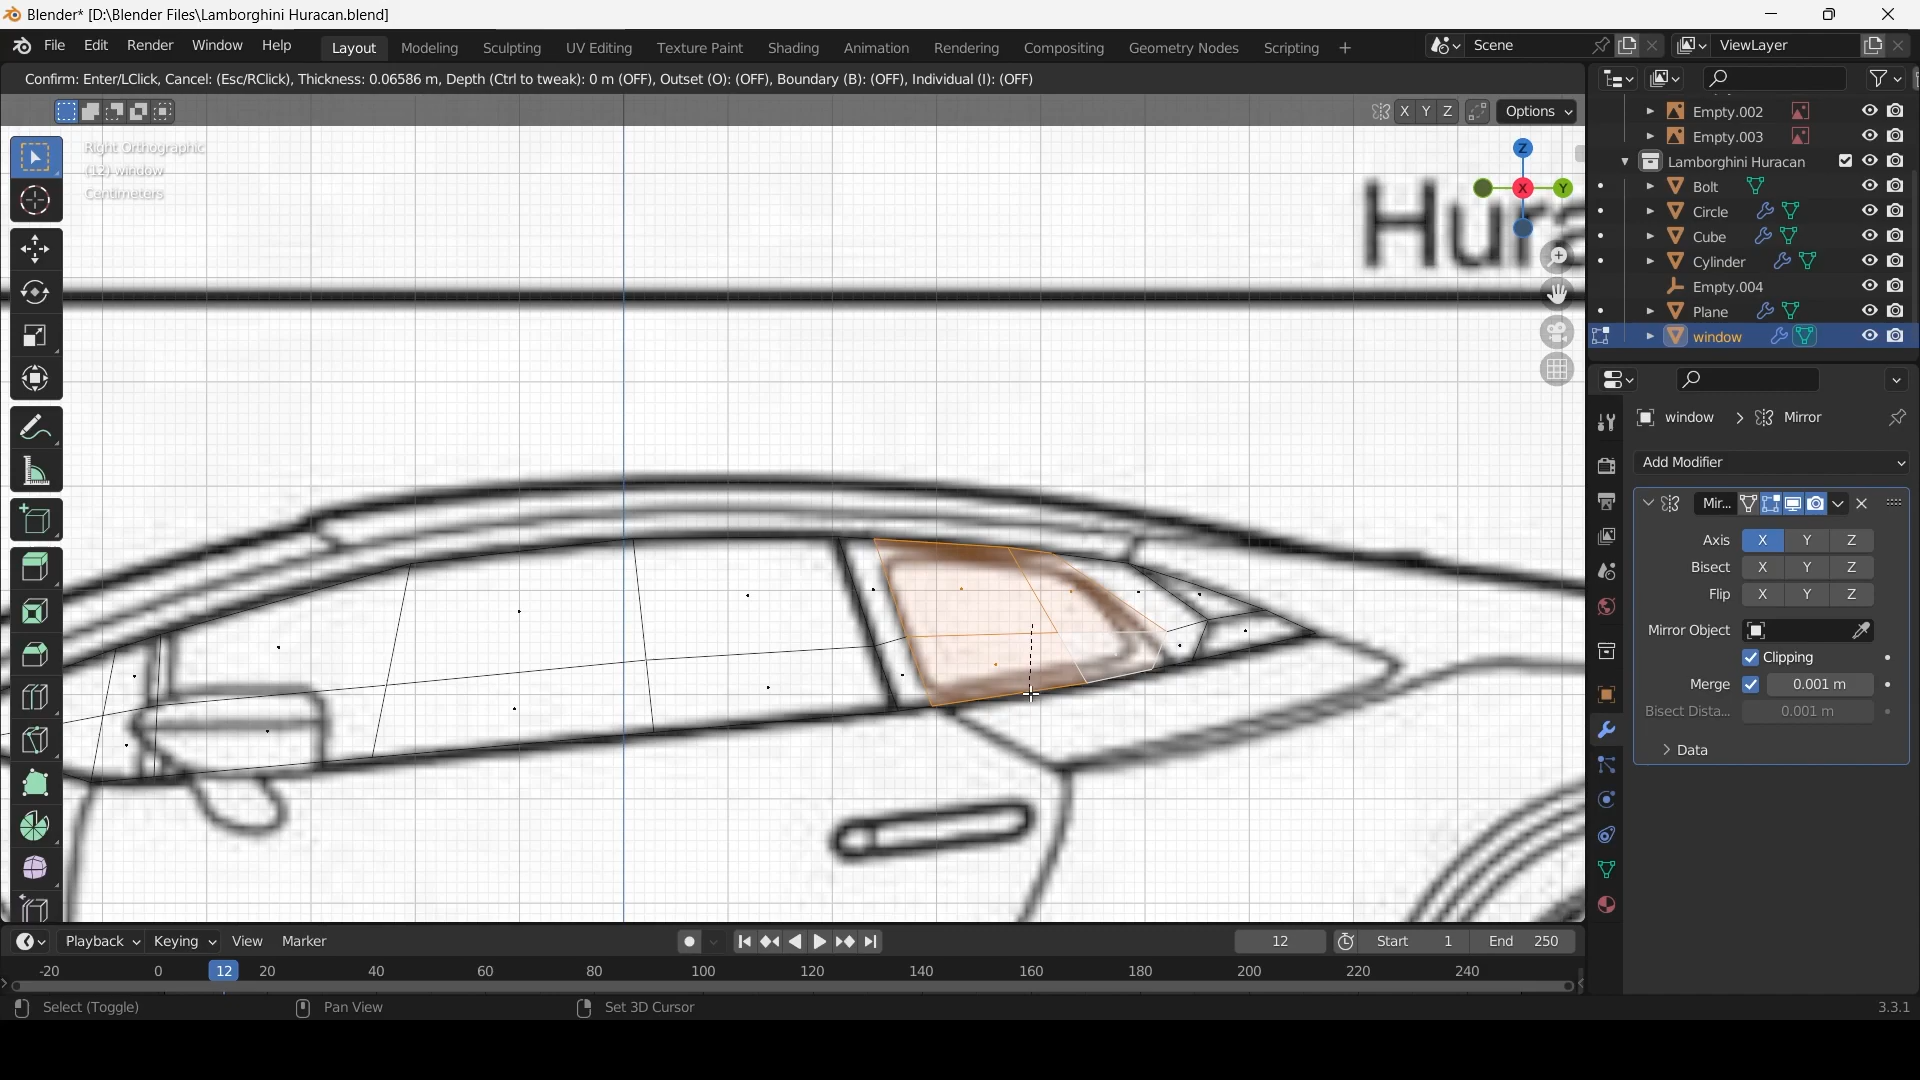 Blender* [D:\Blender Files\Lamborghini Huracan.blend]
File Edit Render Window Help Layout Modeling Sculpting UV Editing Texture Paint Shading Animation Rendering Compositing Geometry Nodes Scripting + Scene ViewLayer
Confirm: Enter/LClick, Cancel: (Esc/RClick), Thickness: 0.06586 m, Depth (Ctrl to tweak): 0 m (OFF), Outset (O): (OFF), Boundary (B): (OFF), Individual (I): (OFF)
X Y Z Options
Right Orthographic
(12) window
Centimeters
Z
X
Y
Hura
Empty.002
Empty.003
Lamborghini Huracan
Bolt
Circle
Cube
Cylinder
Empty.004
Plane
window
window > Mirror
Add Modifier
Mir...
Axis X Y Z
Bisect X Y Z
Flip X Y Z
Mirror Object
Clipping
Merge 0.001 m
Bisect Dista... 0.001 m
Data
Playback Keying View Marker 12 Start 1 End 250
-20 0 12 20 40 60 80 100 120 140 160 180 200 220 240
Select (Toggle) Pan View Set 3D Cursor 3.3.1